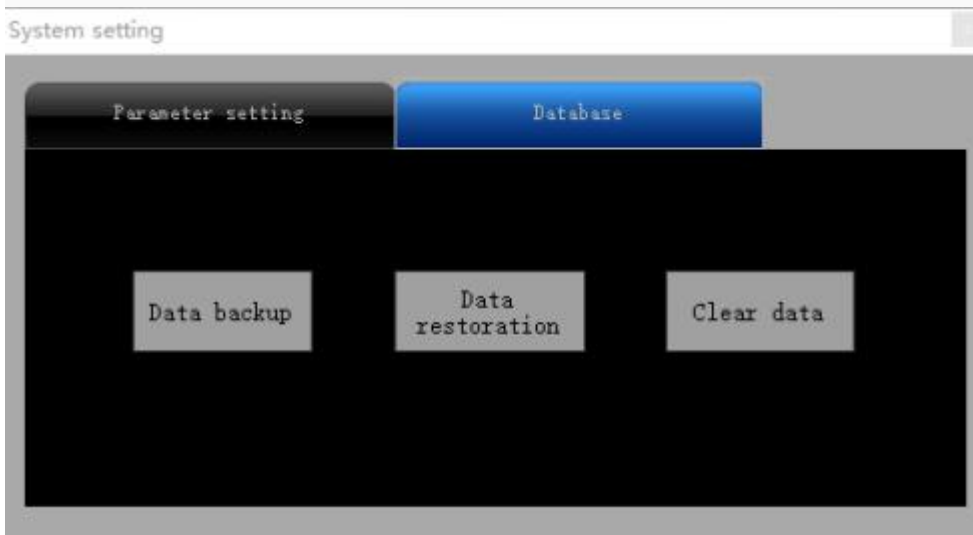 System setting
Parameter setting
Database
Data backup
Data
restoration
Clear data